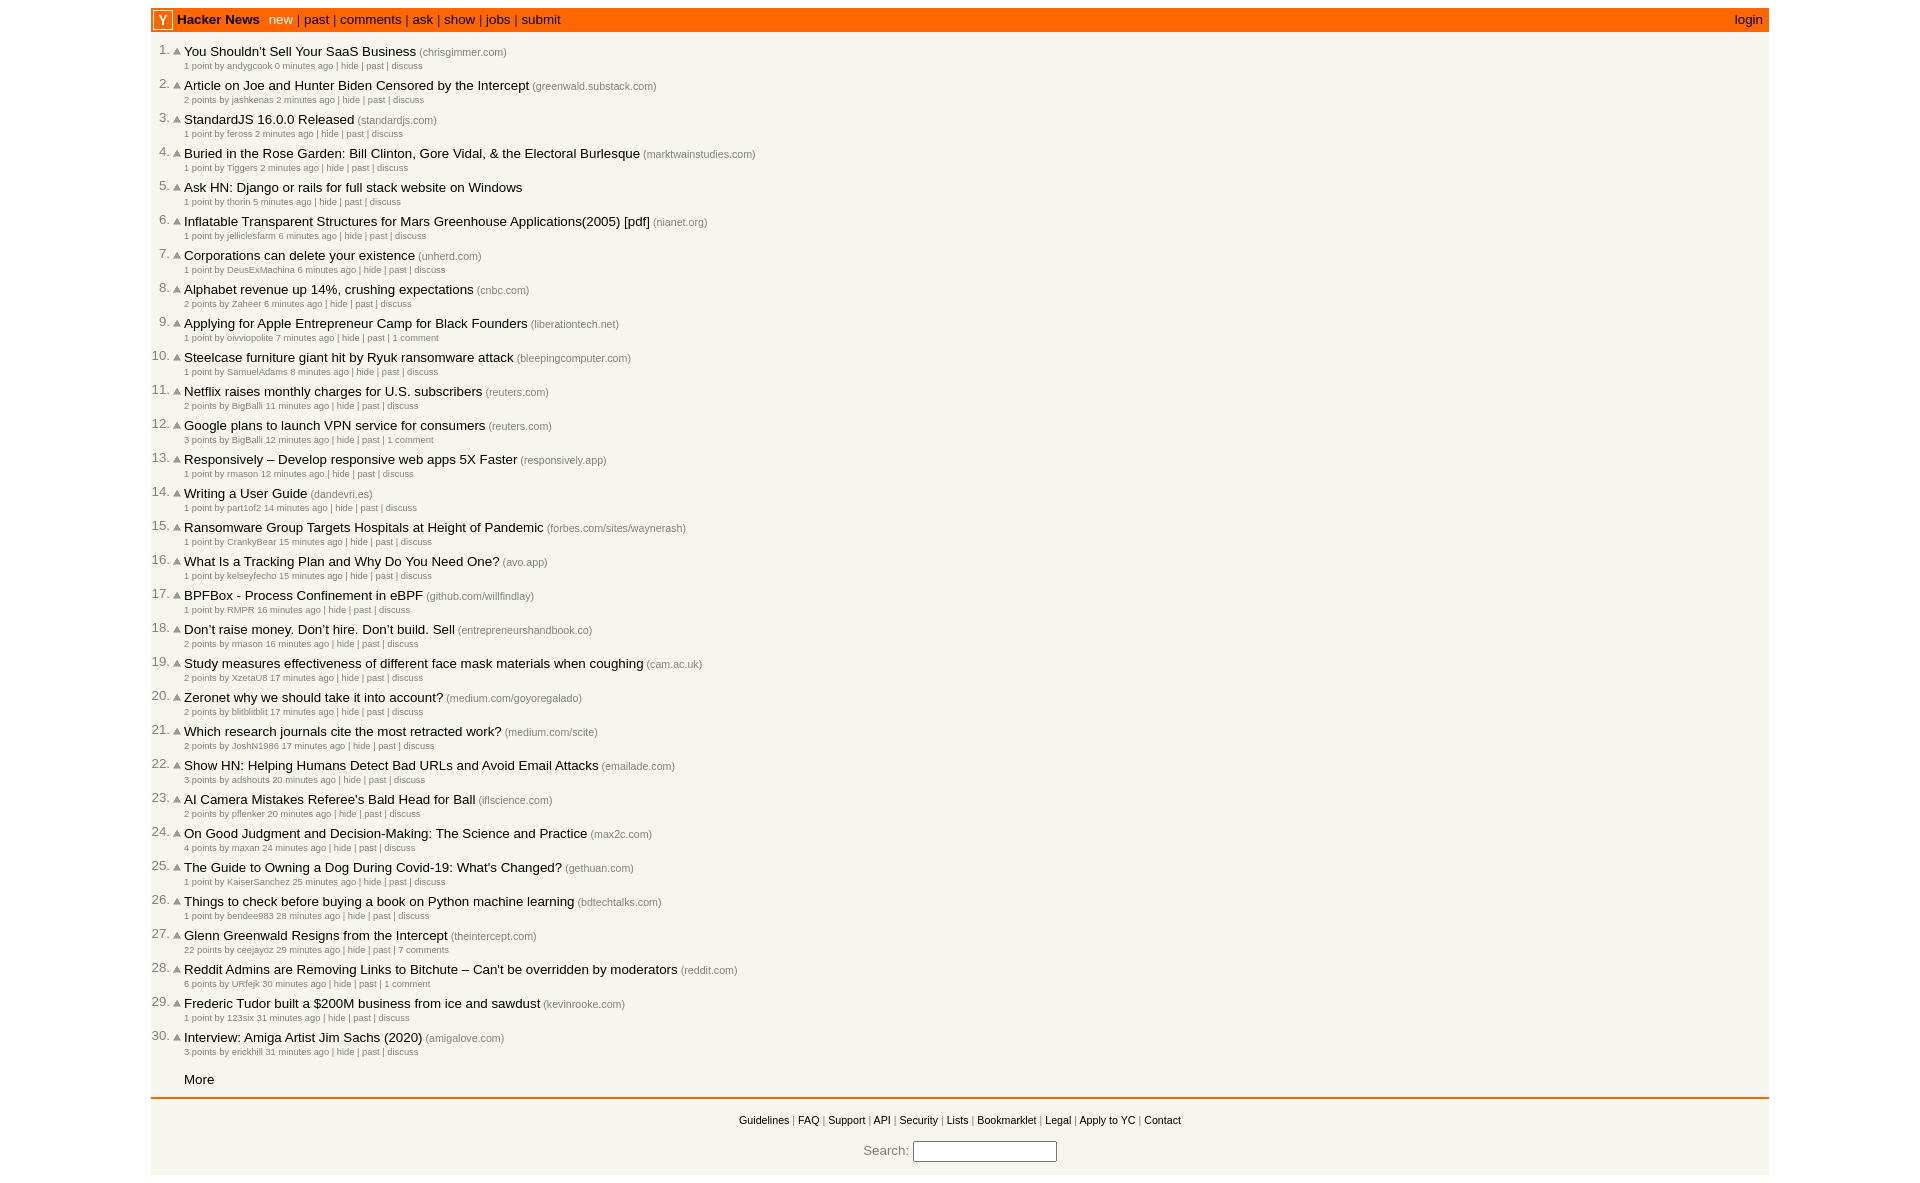 Y Hacker News new | past | comments | ask | show | jobs | submit login
1. You Shouldn't Sell Your SaaS Business (chrisgimmer.com)
1 point by andygcook 0 minutes ago | hide | past | discuss
2. Article on Joe and Hunter Biden Censored by the Intercept (greenwald.substack.com)
2 points by jashkenas 2 minutes ago | hide | past | discuss
3. StandardJS 16.0.0 Released (standardjs.com)
1 point by feross 2 minutes ago | hide | past | discuss
4. Buried in the Rose Garden: Bill Clinton, Gore Vidal, & the Electoral Burlesque (marktwainstudies.com)
1 point by Tiggers 2 minutes ago | hide | past | discuss
5. Ask HN: Django or rails for full stack website on Windows
1 point by thorin 5 minutes ago | hide | past | discuss
6. Inflatable Transparent Structures for Mars Greenhouse Applications(2005) [pdf] (nianet.org)
1 point by jelliclesfarm 6 minutes ago | hide | past | discuss
7. Corporations can delete your existence (unherd.com)
1 point by DeusExMachina 6 minutes ago | hide | past | discuss
8. Alphabet revenue up 14%, crushing expectations (cnbc.com)
2 points by Zaheer 6 minutes ago | hide | past | discuss
9. Applying for Apple Entrepreneur Camp for Black Founders (liberationtech.net)
1 point by oivviopolite 7 minutes ago | hide | past | 1 comment
10. Steelcase furniture giant hit by Ryuk ransomware attack (bleepingcomputer.com)
1 point by SamuelAdams 8 minutes ago | hide | past | discuss
11. Netflix raises monthly charges for U.S. subscribers (reuters.com)
2 points by BigBalli 11 minutes ago | hide | past | discuss
12. Google plans to launch VPN service for consumers (reuters.com)
3 points by BigBalli 12 minutes ago | hide | past | 1 comment
13. Responsively – Develop responsive web apps 5X Faster (responsively.app)
1 point by rmason 12 minutes ago | hide | past | discuss
14. Writing a User Guide (dandevri.es)
1 point by part1of2 14 minutes ago | hide | past | discuss
15. Ransomware Group Targets Hospitals at Height of Pandemic (forbes.com/sites/waynerash)
1 point by CrankyBear 15 minutes ago | hide | past | discuss
16. What Is a Tracking Plan and Why Do You Need One? (avo.app)
1 point by kelseyfecho 15 minutes ago | hide | past | discuss
17. BPFBox - Process Confinement in eBPF (github.com/willfindlay)
1 point by RMPR 16 minutes ago | hide | past | discuss
18. Don’t raise money. Don’t hire. Don’t build. Sell (entrepreneurshandbook.co)
2 points by rmason 16 minutes ago | hide | past | discuss
19. Study measures effectiveness of different face mask materials when coughing (cam.ac.uk)
2 points by XzetaU8 17 minutes ago | hide | past | discuss
20. Zeronet why we should take it into account? (medium.com/goyoregalado)
2 points by blitblitblit 17 minutes ago | hide | past | discuss
21. Which research journals cite the most retracted work? (medium.com/scite)
2 points by JoshN1986 17 minutes ago | hide | past | discuss
22. Show HN: Helping Humans Detect Bad URLs and Avoid Email Attacks (emailade.com)
3 points by adshouts 20 minutes ago | hide | past | discuss
23. AI Camera Mistakes Referee's Bald Head for Ball (iflscience.com)
2 points by pflenker 20 minutes ago | hide | past | discuss
24. On Good Judgment and Decision-Making: The Science and Practice (max2c.com)
4 points by maxan 24 minutes ago | hide | past | discuss
25. The Guide to Owning a Dog During Covid-19: What's Changed? (gethuan.com)
1 point by KaiserSanchez 25 minutes ago | hide | past | discuss
26. Things to check before buying a book on Python machine learning (bdtechtalks.com)
1 point by bendee983 28 minutes ago | hide | past | discuss
27. Glenn Greenwald Resigns from the Intercept (theintercept.com)
22 points by ceejayoz 29 minutes ago | hide | past | 7 comments
28. Reddit Admins are Removing Links to Bitchute – Can't be overridden by moderators (reddit.com)
6 points by URfejk 30 minutes ago | hide | past | 1 comment
29. Frederic Tudor built a $200M business from ice and sawdust (kevinrooke.com)
1 point by 123six 31 minutes ago | hide | past | discuss
30. Interview: Amiga Artist Jim Sachs (2020) (amigalove.com)
3 points by erickhill 31 minutes ago | hide | past | discuss
More
Guidelines | FAQ | Support | API | Security | Lists | Bookmarklet | Legal | Apply to YC | Contact
Search: